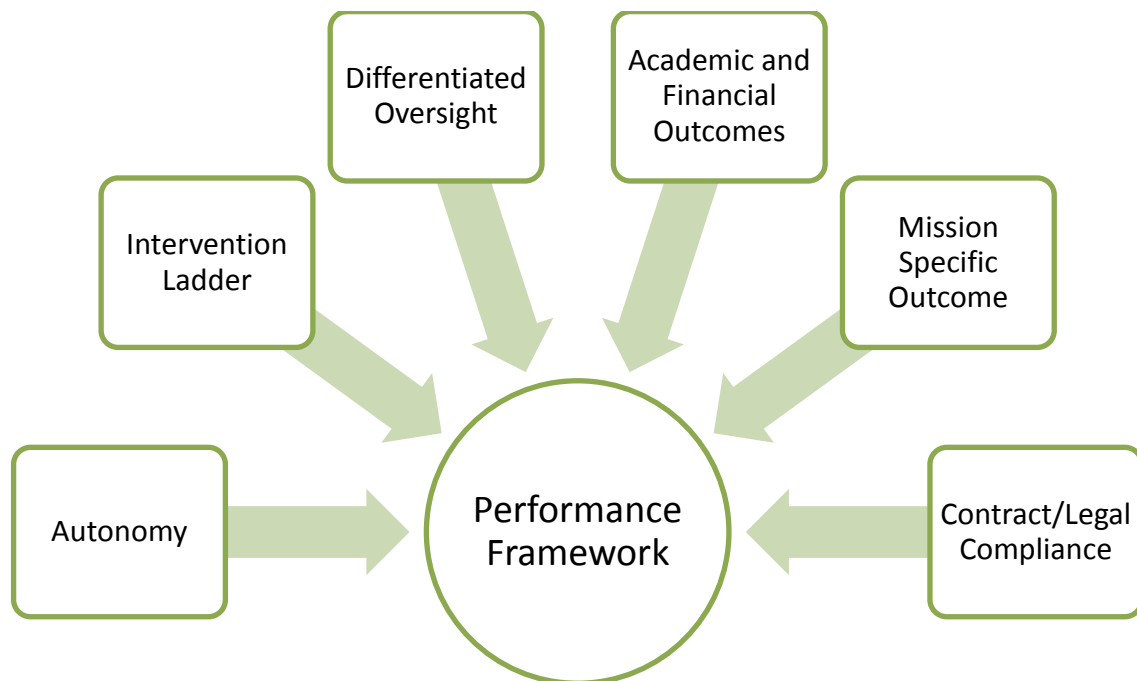 Differentiated
Oversight
Academic and
Financial
Outcomes
Intervention
Ladder
Mission
Specific
Outcome
Autonomy
Performance
Framework
Contract/Legal
Compliance